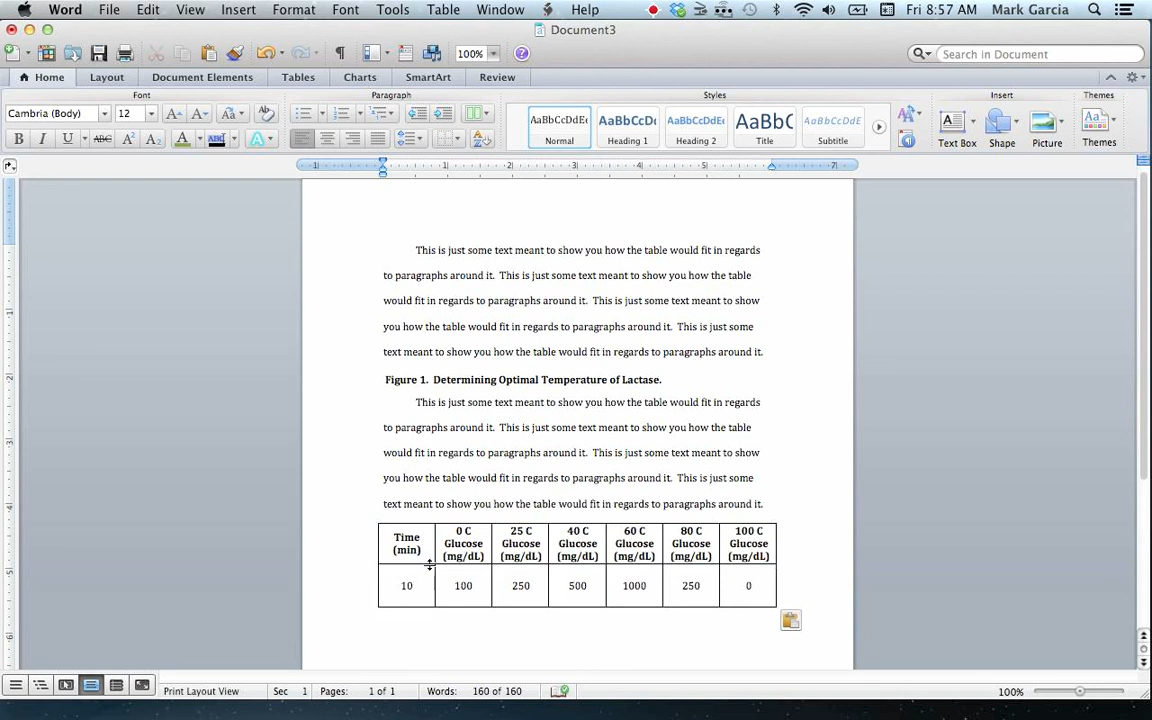 Word File Edit View Insert Format Font Tools Table Window Help Fri 8:57 AM Mark Garcia
Document3
100% Search in Document
Home Layout Document Elements Tables Charts SmartArt Review
Font Paragraph Styles Insert Themes
Cambria (Body) 12 A A Aa AaBbCcDdEe AaBbCcDc AaBbCcDdEe AaBbC AaBbCcDdE
B I U ABC A² A₂ A ABC A Normal Heading 1 Heading 2 Title Subtitle Text Box Shape Picture Themes
1 1 2 3 4 5 7
This is just some text meant to show you how the table would fit in regards
to paragraphs around it. This is just some text meant to show you how the table
would fit in regards to paragraphs around it. This is just some text meant to show
you how the table would fit in regards to paragraphs around it. This is just some
text meant to show you how the table would fit in regards to paragraphs around it.
Figure 1. Determining Optimal Temperature of Lactase.
This is just some text meant to show you how the table would fit in regards
to paragraphs around it. This is just some text meant to show you how the table
would fit in regards to paragraphs around it. This is just some text meant to show
you how the table would fit in regards to paragraphs around it. This is just some
text meant to show you how the table would fit in regards to paragraphs around it.
Time (min) 0 C Glucose (mg/dL) 25 C Glucose (mg/dL) 40 C Glucose (mg/dL) 60 C Glucose (mg/dL) 80 C Glucose (mg/dL) 100 C Glucose (mg/dL)
10 100 250 500 1000 250 0
Print Layout View Sec 1 Pages: 1 of 1 Words: 160 of 160 100%